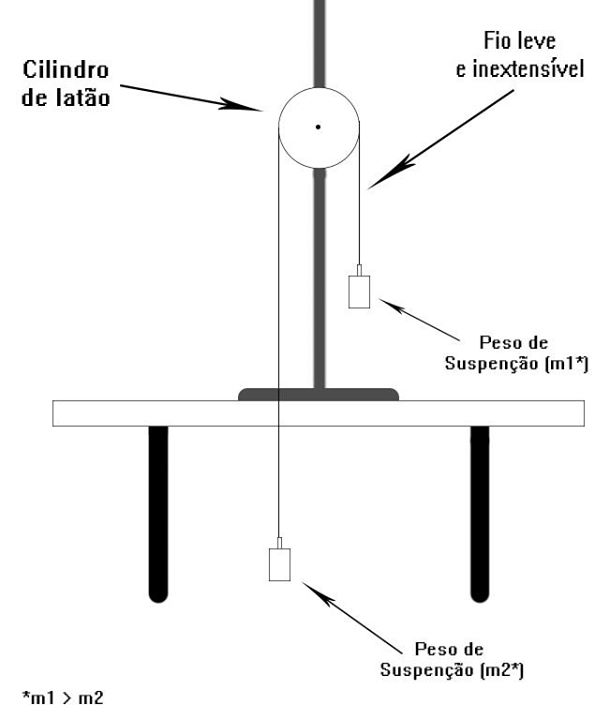 Cilindro
de latão
Fio leve
e inextensível
Peso de
Suspenção (m1*)
Peso de
Suspenção (m2*)
*m1 > m2